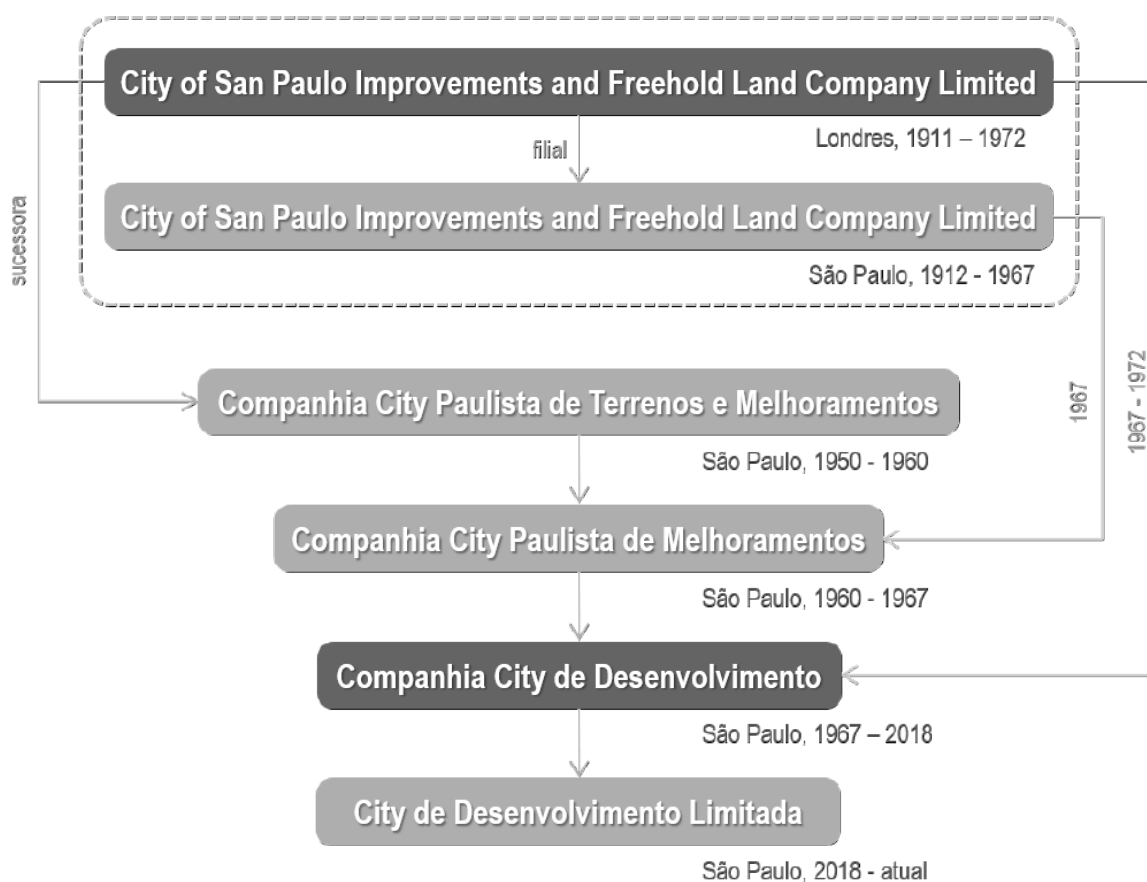 City of San Paulo Improvements and Freehold Land Company Limited
Londres, 1911 – 1972
filial
City of San Paulo Improvements and Freehold Land Company Limited
São Paulo, 1912 - 1967
sucessora
1967
1967 - 1972
Companhia City Paulista de Terrenos e Melhoramentos
São Paulo, 1950 - 1960
Companhia City Paulista de Melhoramentos
São Paulo, 1960 - 1967
Companhia City de Desenvolvimento
São Paulo, 1967 – 2018
City de Desenvolvimento Limitada
São Paulo, 2018 - atual